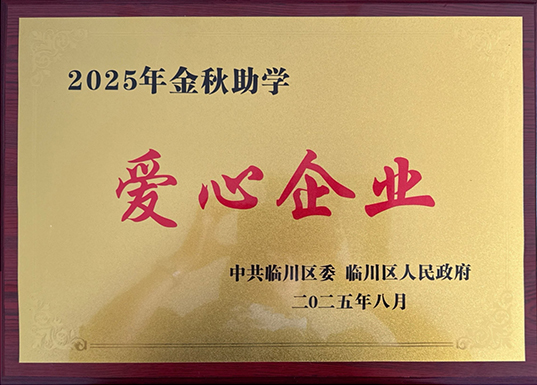 2025年金秋助学
爱心企业
中共临川区委 临川区人民政府
二〇二五年八月